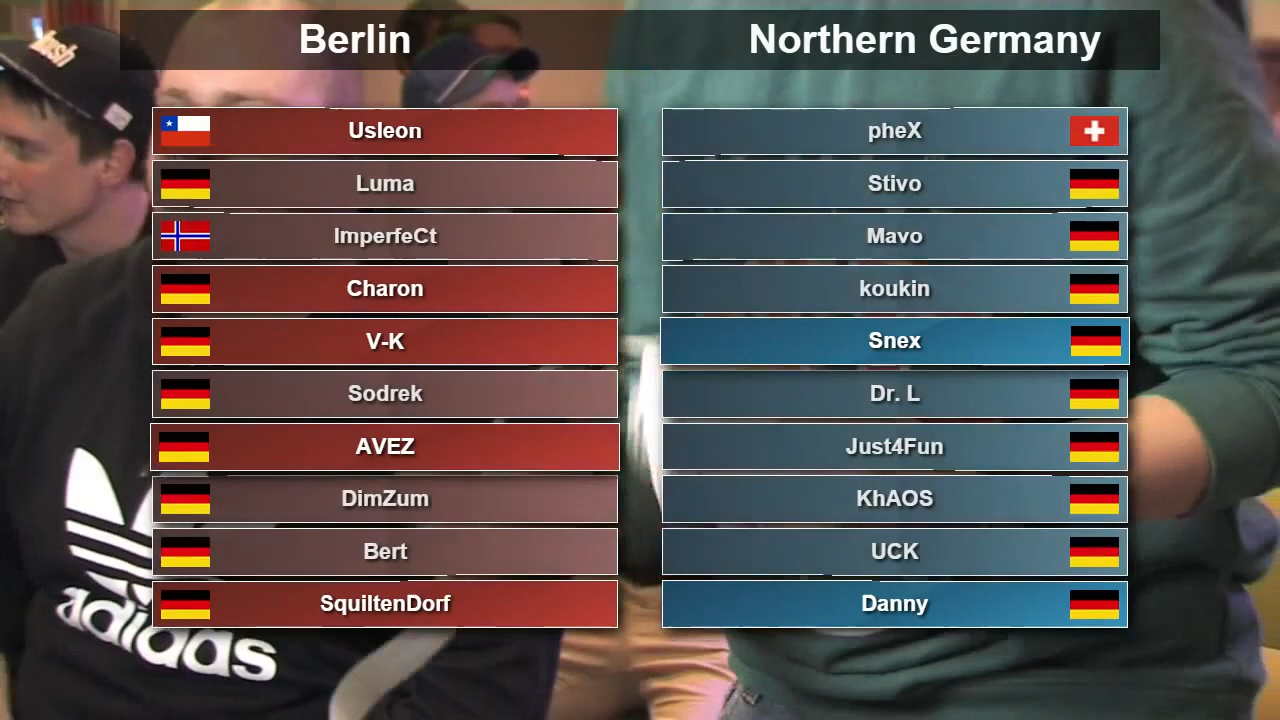 Berlin
Northern Germany
Usleon
pheX
Luma
Stivo
ImperfeCt
Mavo
Charon
koukin
V-K
Snex
Sodrek
Dr. L
AVEZ
Just4Fun
DimZum
KhAOS
Bert
UCK
SquiltenDorf
Danny
adidas